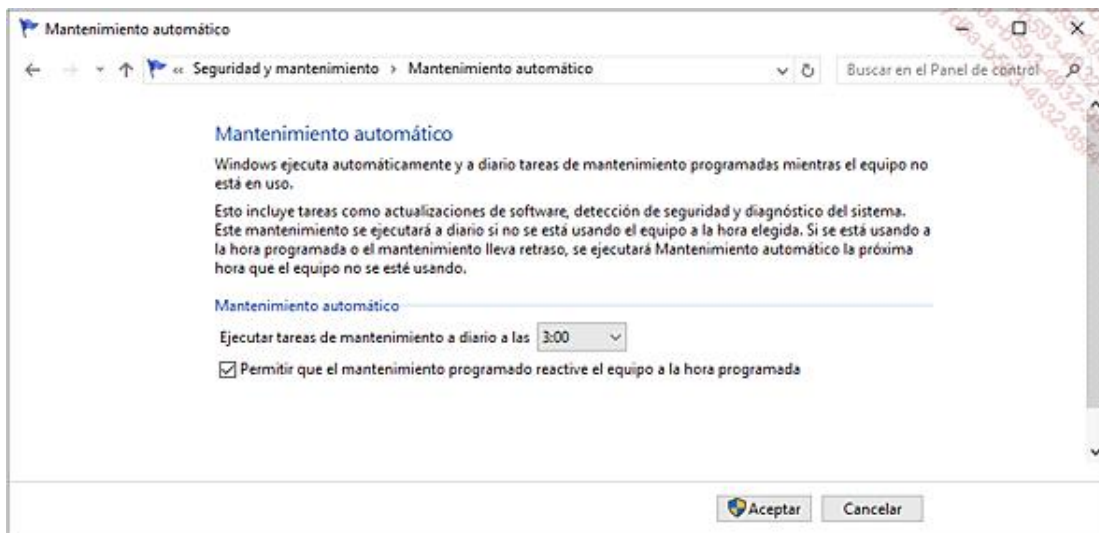 Mantenimiento automático
« Seguridad y mantenimiento > Mantenimiento automático
Buscar en el Panel de control
Mantenimiento automático
Windows ejecuta automáticamente y a diario tareas de mantenimiento programadas mientras el equipo no
está en uso.
Esto incluye tareas como actualizaciones de software, detección de seguridad y diagnóstico del sistema.
Este mantenimiento se ejecutará a diario si no se está usando el equipo a la hora elegida. Si se está usando a
la hora programada o el mantenimiento lleva retraso, se ejecutará Mantenimiento automático la próxima
hora que el equipo no se esté usando.
Mantenimiento automático
Ejecutar tareas de mantenimiento a diario a las 3:00
Permitir que el mantenimiento programado reactive el equipo a la hora programada
Aceptar Cancelar